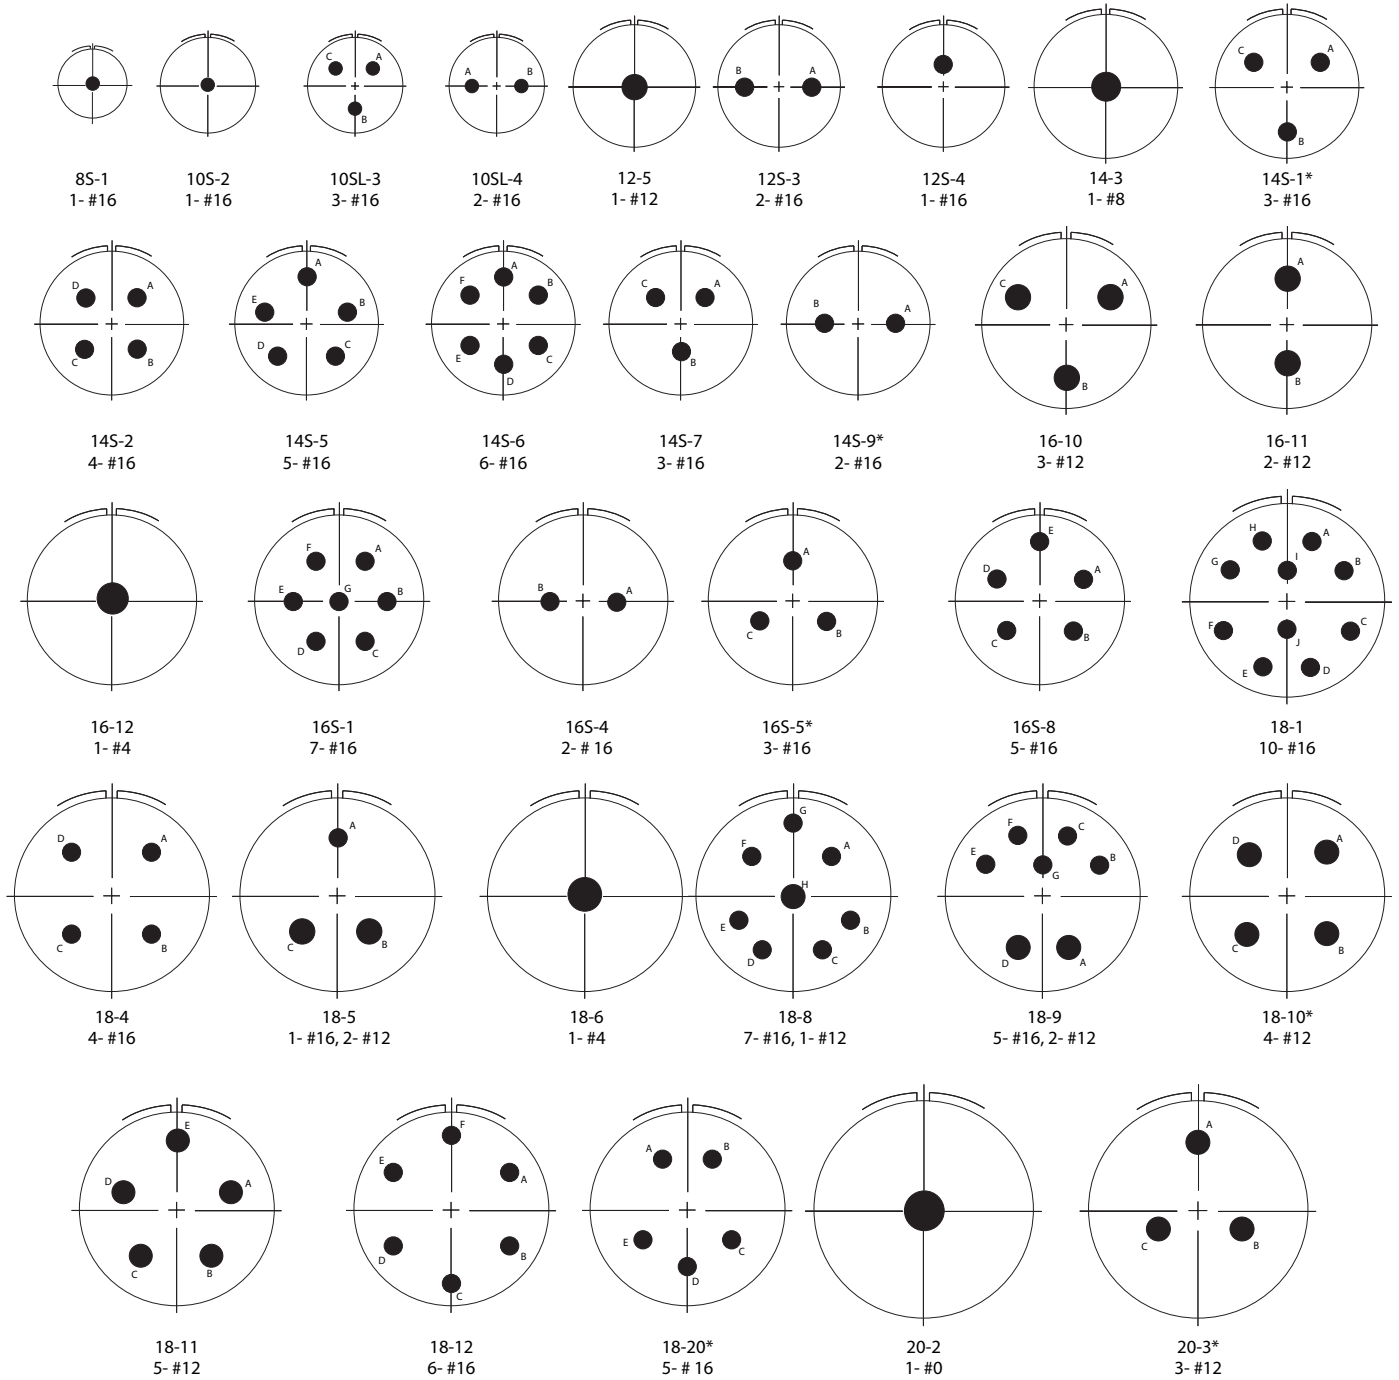 C A
A B
B A
C A
B
B
8S-1 10S-2 10SL-3 10SL-4 12-5 12S-3 12S-4 14-3 14S-1*
1- #16 1- #16 3- #16 2- #16 1- #12 2- #16 1- #16 1- #8 3- #16
D A
C B
A
E B
D C
A
F B
E C
D
C A
B
B A
C A
B
A
B
14S-2 14S-5 14S-6 14S-7 14S-9* 16-10 16-11
4- #16 5- #16 6- #16 3- #16 2- #16 3- #12 2- #12
F A
E G B
D C
B A
A
C B
E
D A
C B
H A
G I B
F J C
E D
16-12 16S-1 16S-4 16S-5* 16S-8 18-1
1- #4 7- #16 2- # 16 3- #16 5- #16 10- #16
D A
C B
A
C B
G
F A
H
E B
D C
F C
E G B
D A
D A
C B
18-4 18-5 18-6 18-8 18-9 18-10*
4- #16 1- #16, 2- #12 1- #4 7- #16, 1- #12 5- #16, 2- #12 4- #12
E
D A
C B
F
E A
D B
C
A B
E C
D
A
C B
18-11 18-12 18-20* 20-2 20-3*
5- #12 6- #16 5- # 16 1- #0 3- #12